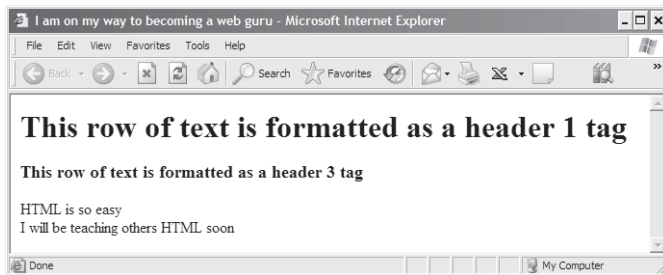 I am on my way to becoming a web guru - Microsoft Internet Explorer
File Edit View Favorites Tools Help
Back Search Favorites »
This row of text is formatted as a header 1 tag
This row of text is formatted as a header 3 tag
HTML is so easy
I will be teaching others HTML soon
Done My Computer